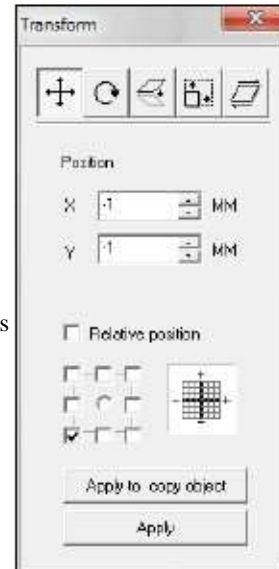 Transform
Position
X -1 MM
Y -1 MM
s
Relative position
Apply to copy object
Apply